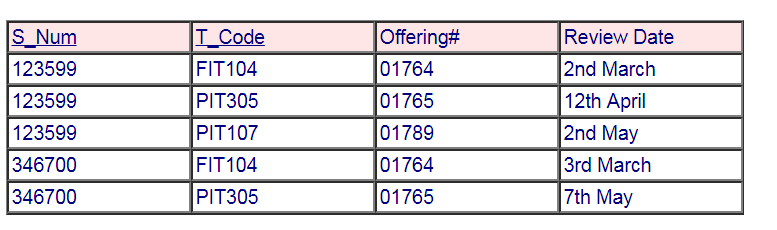 S_Num T_Code Offering# Review Date
123599 FIT104 01764 2nd March
123599 PIT305 01765 12th April
123599 PIT107 01789 2nd May
346700 FIT104 01764 3rd March
346700 PIT305 01765 7th May